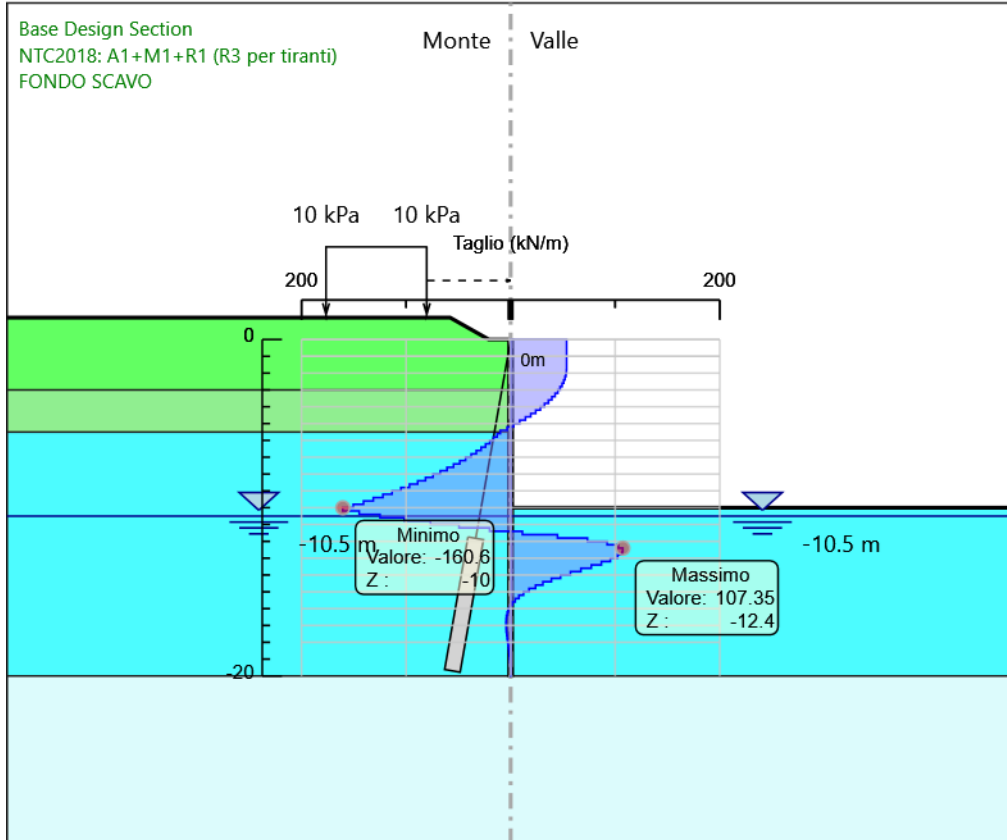 Base Design Section
NTC2018: A1+M1+R1 (R3 per tiranti)
FONDO SCAVO
Monte Valle
10 kPa 10 kPa
Taglio (kN/m)
200 200
0
0m
Minimo
Valore: -160.6
Z : -10
-10.5 m
-10.5 m
Massimo
Valore: 107.35
Z : -12.4
-20